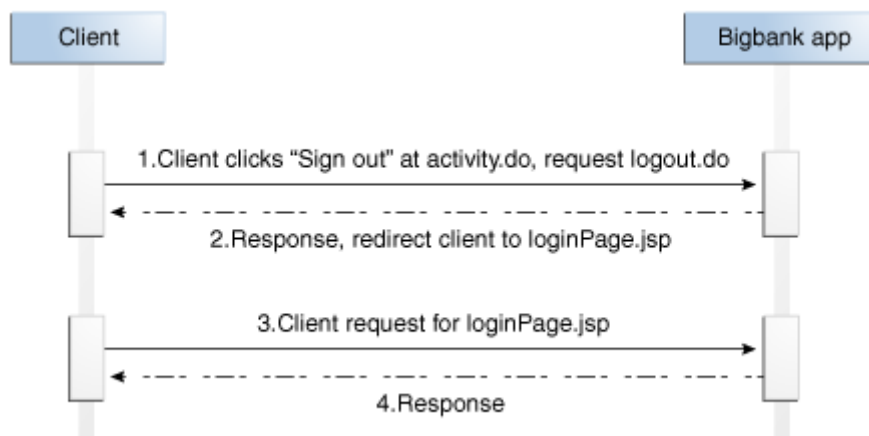 Client
Bigbank app
1.Client clicks “Sign out” at activity.do, request logout.do
2.Response, redirect client to loginPage.jsp
3.Client request for loginPage.jsp
4.Response